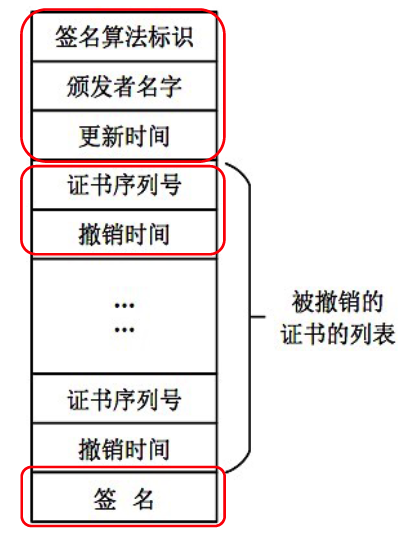 签名算法标识
颁发者名字
更新时间
证书序列号
撤销时间
...
...
证书序列号
撤销时间
签 名
被撤销的
证书的列表